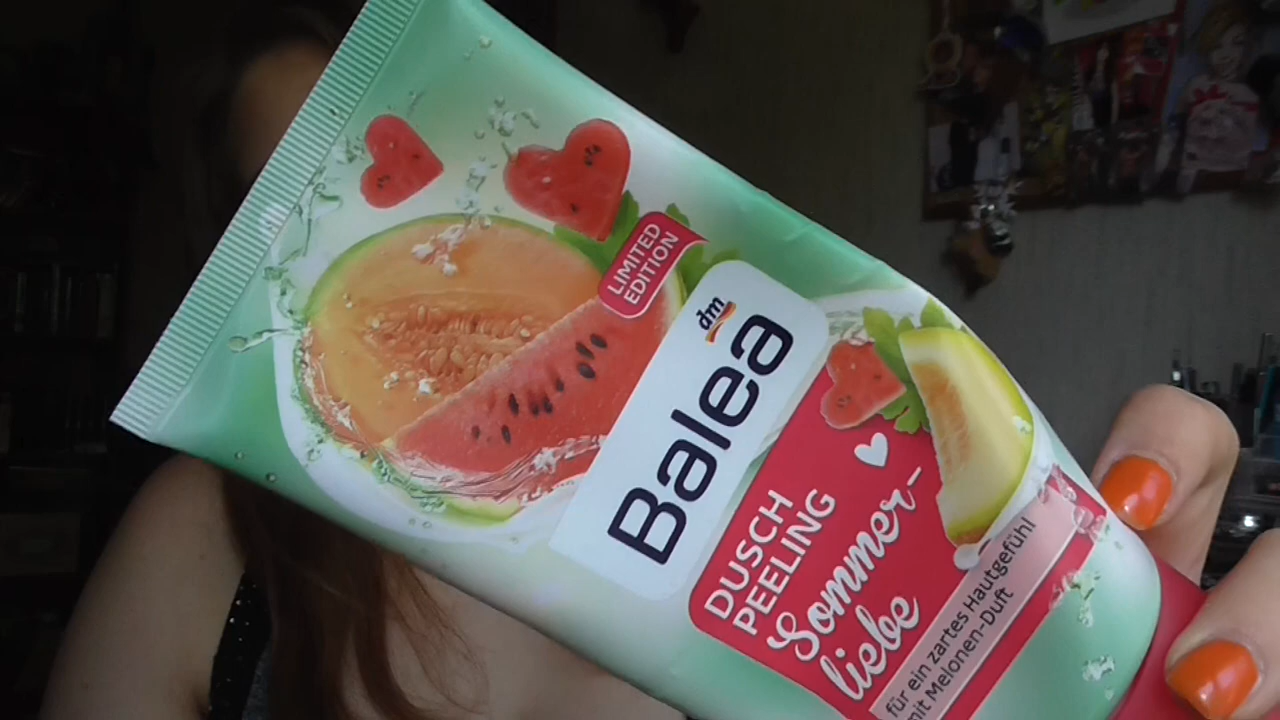 LIMITED
EDITION
dm
Balea
DUSCH
PEELING
Sommer-
liebe
für ein zartes Hautgefühl
mit Melonen-Duft